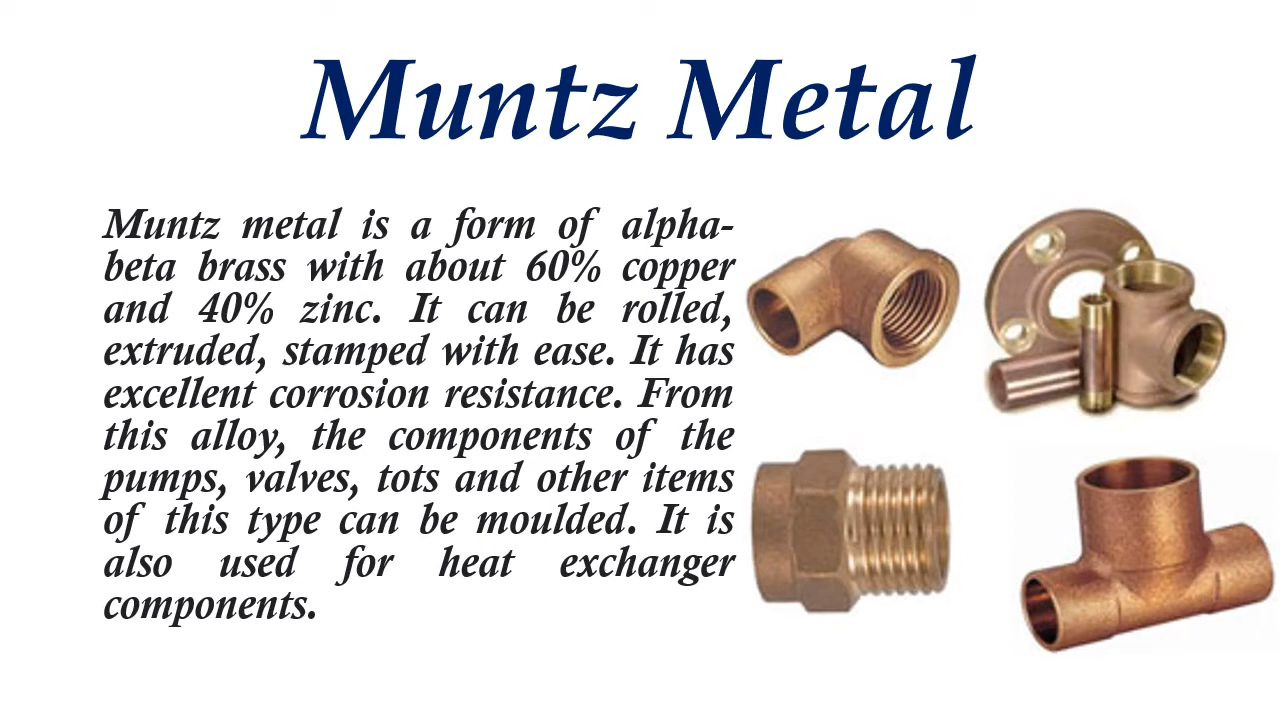 Muntz Metal
Muntz metal is a form of alpha-
beta brass with about 60% copper
and 40% zinc. It can be rolled,
extruded, stamped with ease. It has
excellent corrosion resistance. From
this alloy, the components of the
pumps, valves, tots and other items
of this type can be moulded. It is
also used for heat exchanger
components.